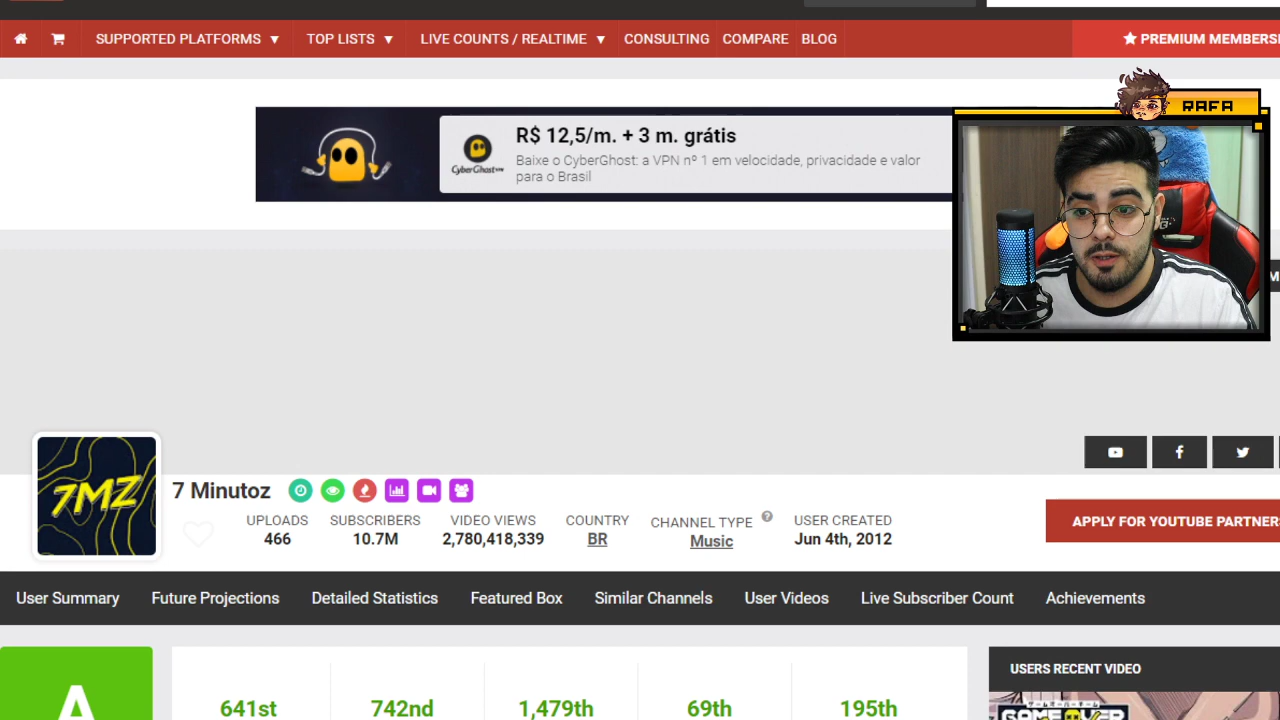 SUPPORTED PLATFORMS ▼ TOP LISTS ▼ LIVE COUNTS / REALTIME ▼ CONSULTING COMPARE BLOG
★ PREMIUM MEMBERS
RAFA
R$ 12,5/m. + 3 m. grátis
CyberGhost VPN
Baixe o CyberGhost: a VPN nº 1 em velocidade, privacidade e valor
para o Brasil
7MZ
7 Minutoz
UPLOADS SUBSCRIBERS VIDEO VIEWS COUNTRY CHANNEL TYPE ? USER CREATED
466 10.7M 2,780,418,339 BR Music Jun 4th, 2012
APPLY FOR YOUTUBE PARTNER
User Summary Future Projections Detailed Statistics Featured Box Similar Channels User Videos Live Subscriber Count Achievements
A
641st 742nd 1,479th 69th 195th
USERS RECENT VIDEO
GAME OVER